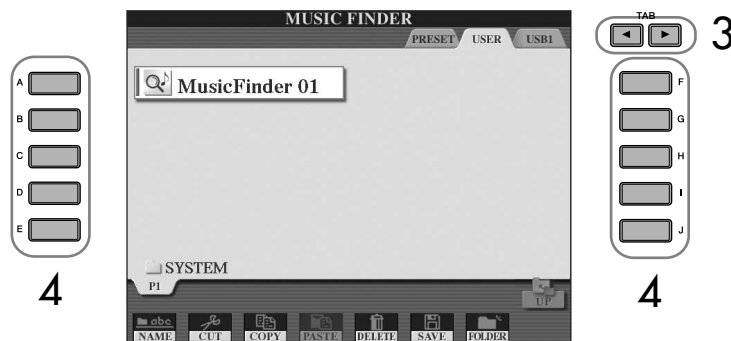 MUSIC FINDER
TAB
PRESET USER USB1
3
A
MusicFinder 01
F
B
G
C
H
D
I
E
J
SYSTEM
4
P1
4
UP
abc
NAME CUT COPY PASTE DELETE SAVE FOLDER